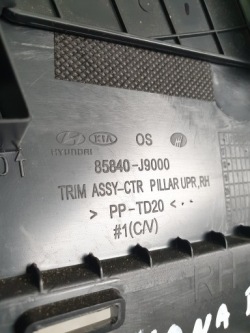 HYUNDAI KIA OS
85840-J9000
TRIM ASSY-CTR PILLAR UPR,RH
> PP-TD20 <
#1(C/V)